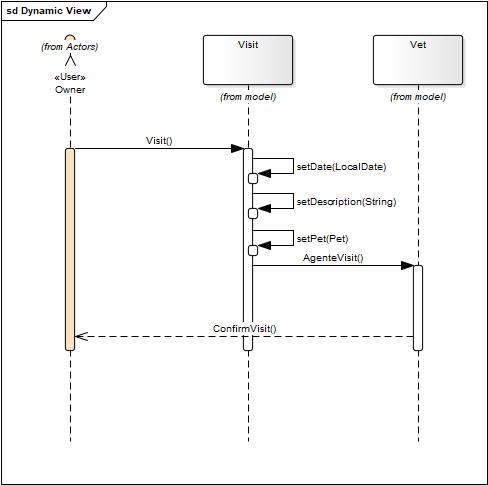 sd Dynamic View
(from Actors)
«User»
Owner
Visit
(from model)
Vet
(from model)
Visit()
setDate(LocalDate)
setDescription(String)
setPet(Pet)
AgenteVisit()
ConfirmVisit()